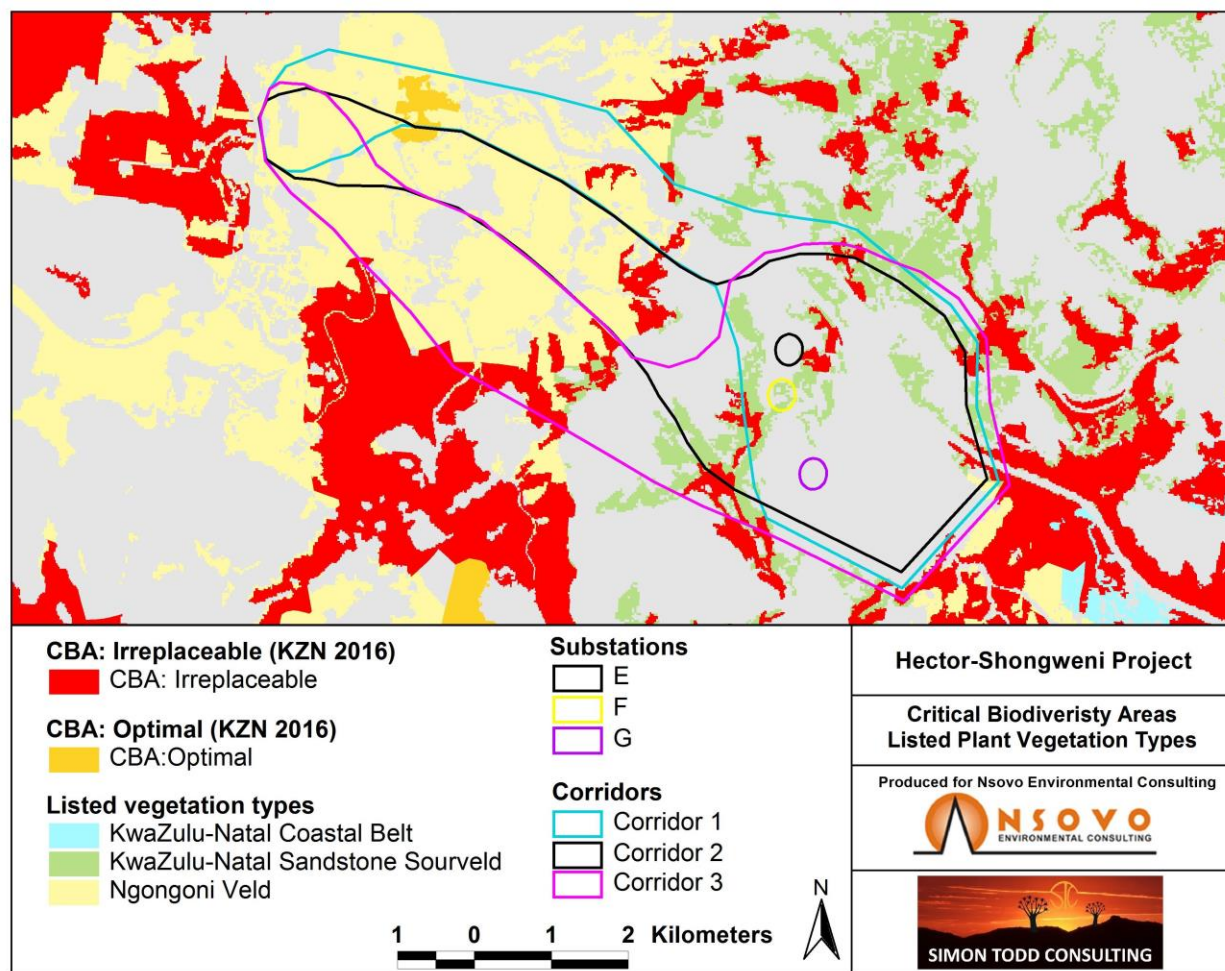 CBA: Irreplaceable (KZN 2016)
CBA: Irreplaceable
CBA: Optimal (KZN 2016)
CBA:Optimal
Listed vegetation types
KwaZulu-Natal Coastal Belt
KwaZulu-Natal Sandstone Sourveld
Ngongoni Veld
Substations
E
F
G
Corridors
Corridor 1
Corridor 2
Corridor 3
N
1 0 1 2 Kilometers
Hector-Shongweni Project
Critical Biodiveristy Areas
Listed Plant Vegetation Types
Produced for Nsovo Environmental Consulting
NSOVO
ENVIRONMENTAL CONSULTING
SIMON TODD CONSULTING